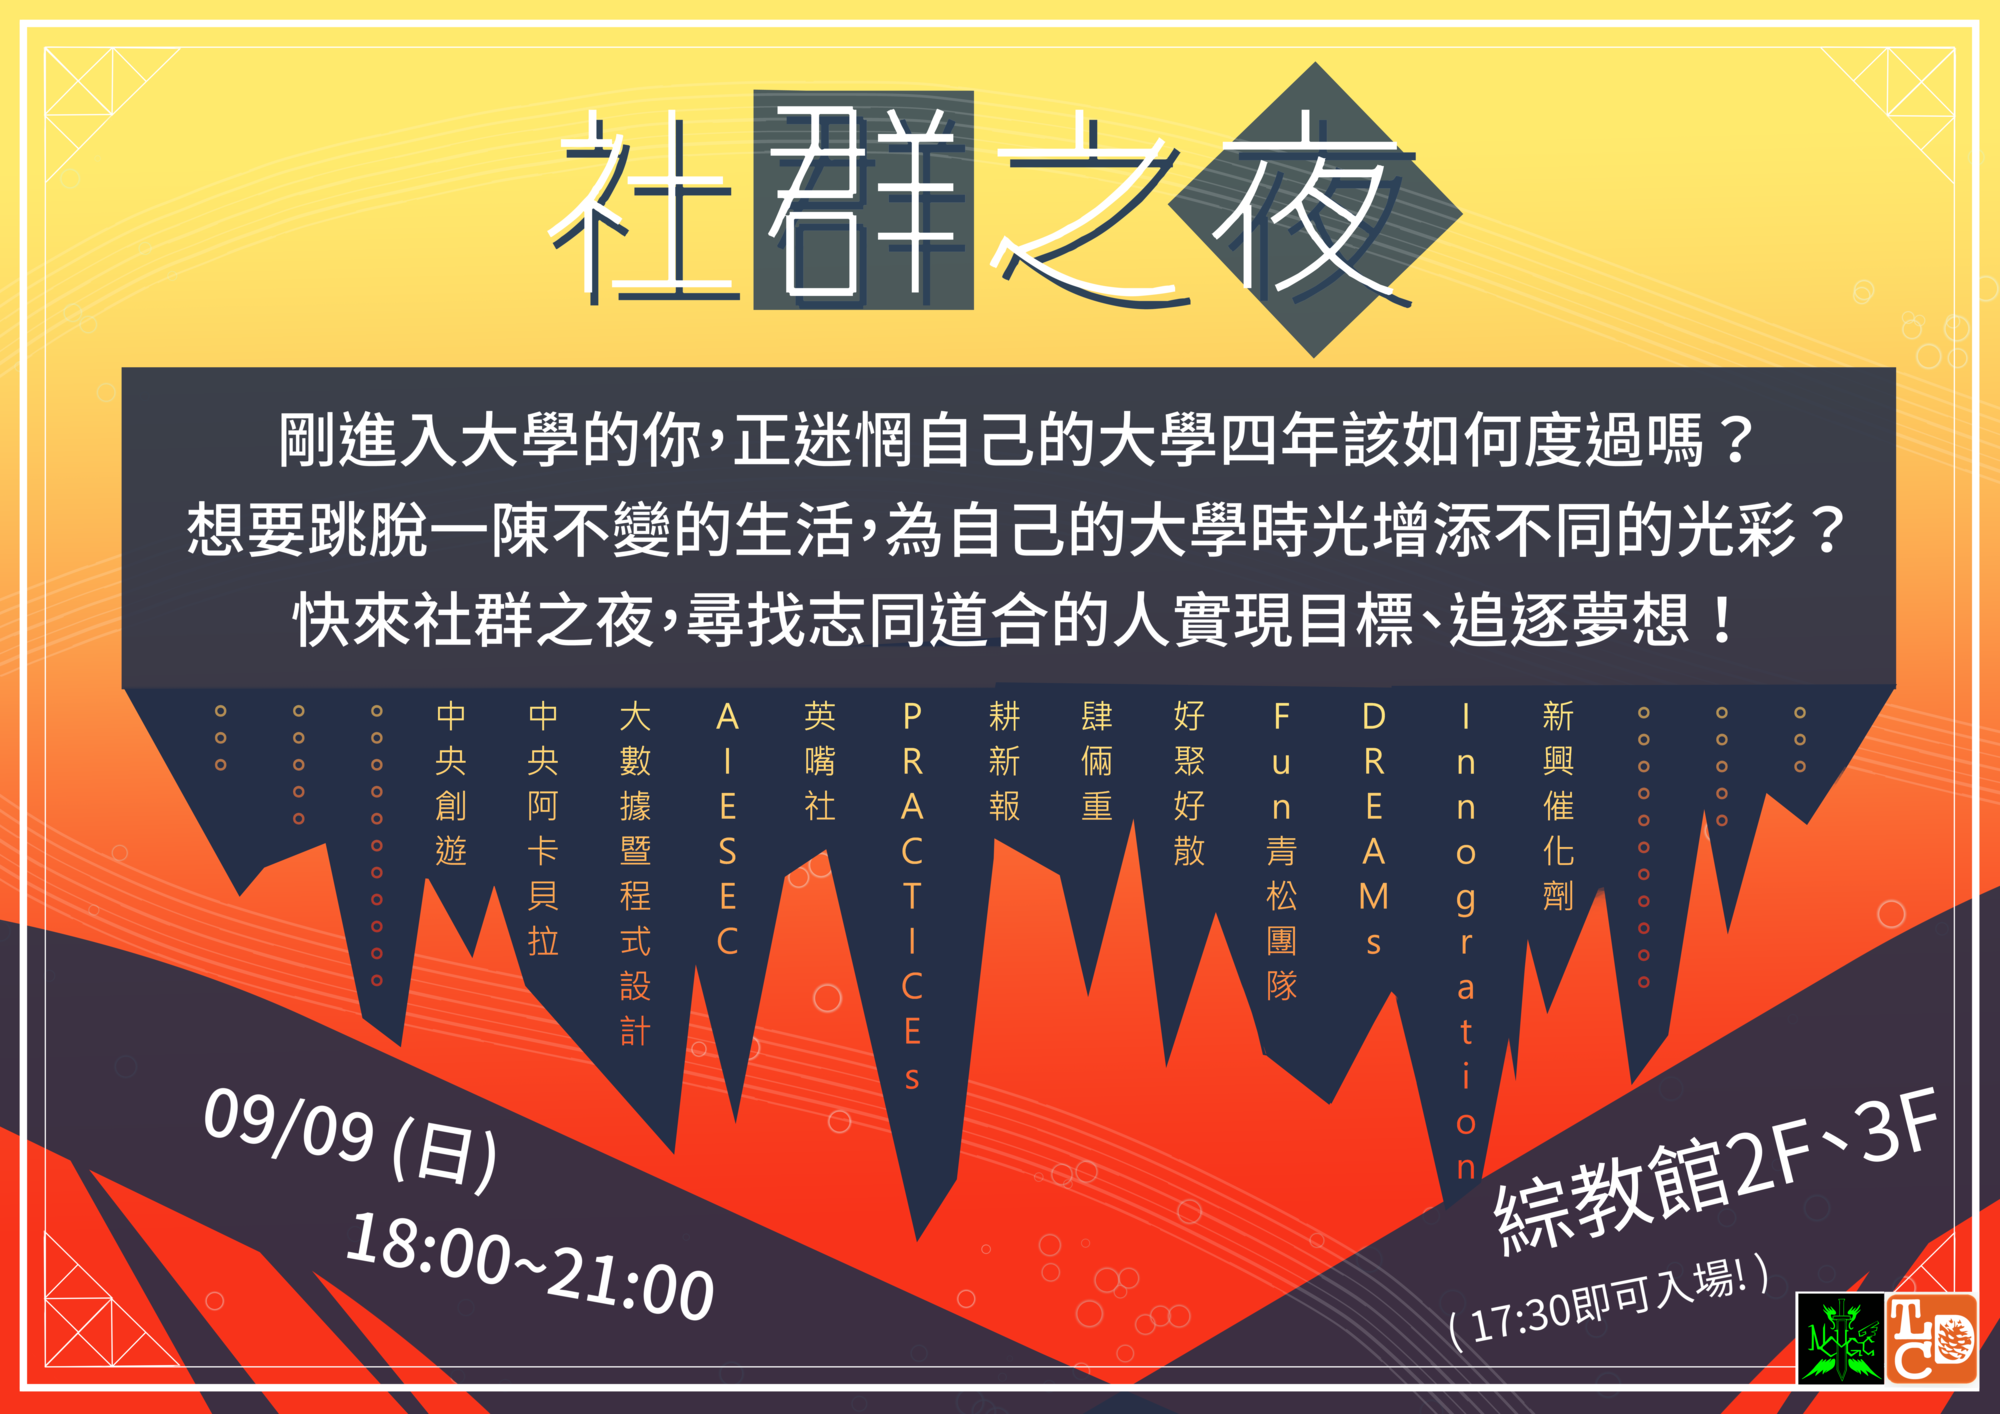 社群之夜
剛進入大學的你，正迷惘自己的大學四年該如何度過嗎？
想要跳脫一陳不變的生活，為自己的大學時光增添不同的光彩？
快來社群之夜，尋找志同道合的人實現目標、追逐夢想！
中央創遊
中央阿卡貝拉
大數據暨程式設計
AIESEC
英嘴社
PRACTICEs
耕新報
肆倆重
好聚好散
Fun青松團隊
DREAMs
Innogration
新興催化劑
09/09 (日)
18:00~21:00
綜教館2F、3F
( 17:30即可入場! )
TLC